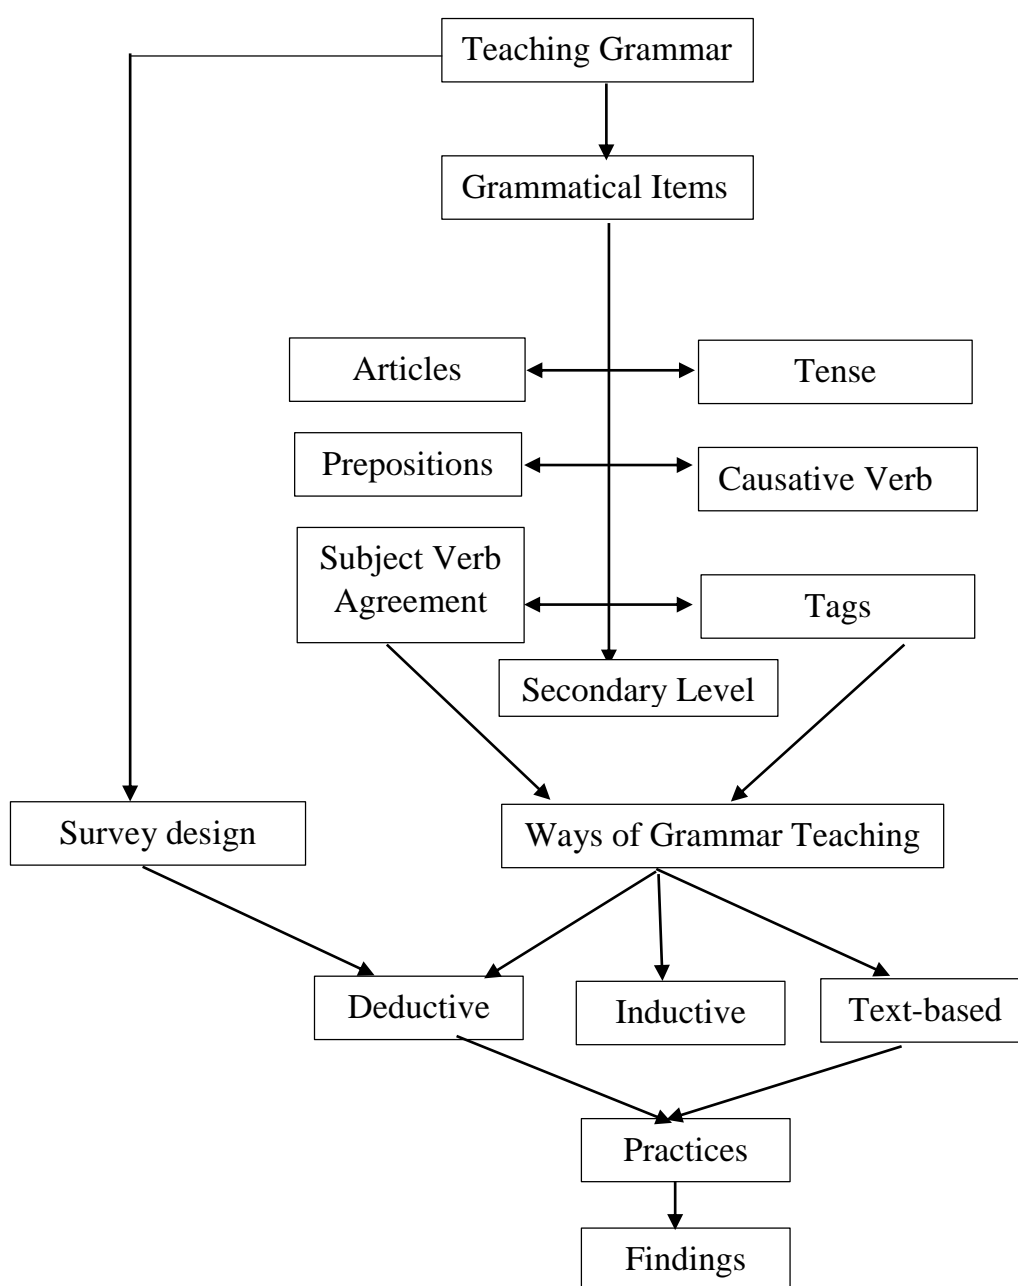 Teaching Grammar
Grammatical Items
Articles
Tense
Prepositions
Causative Verb
Subject Verb
Agreement
Tags
Secondary Level
Survey design
Ways of Grammar Teaching
Deductive
Inductive
Text-based
Practices
Findings